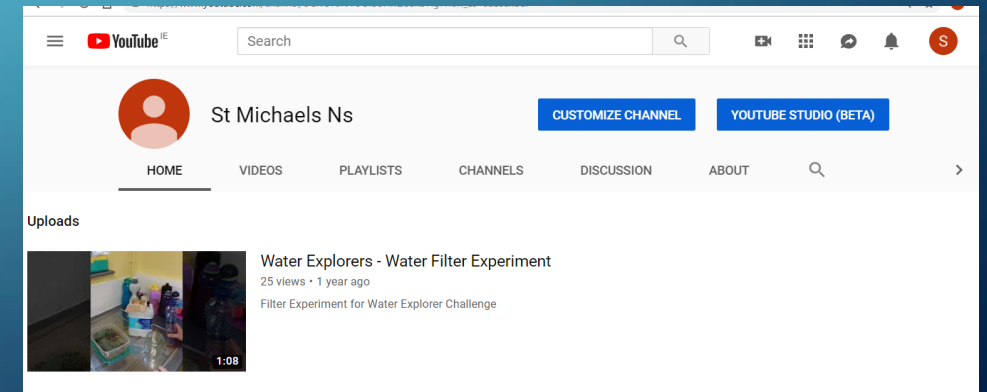 YouTube IE
Search
S
St Michaels Ns
CUSTOMIZE CHANNEL
YOUTUBE STUDIO (BETA)
HOME VIDEOS PLAYLISTS CHANNELS DISCUSSION ABOUT
Uploads
Water Explorers - Water Filter Experiment
25 views • 1 year ago
Filter Experiment for Water Explorer Challenge
1:08